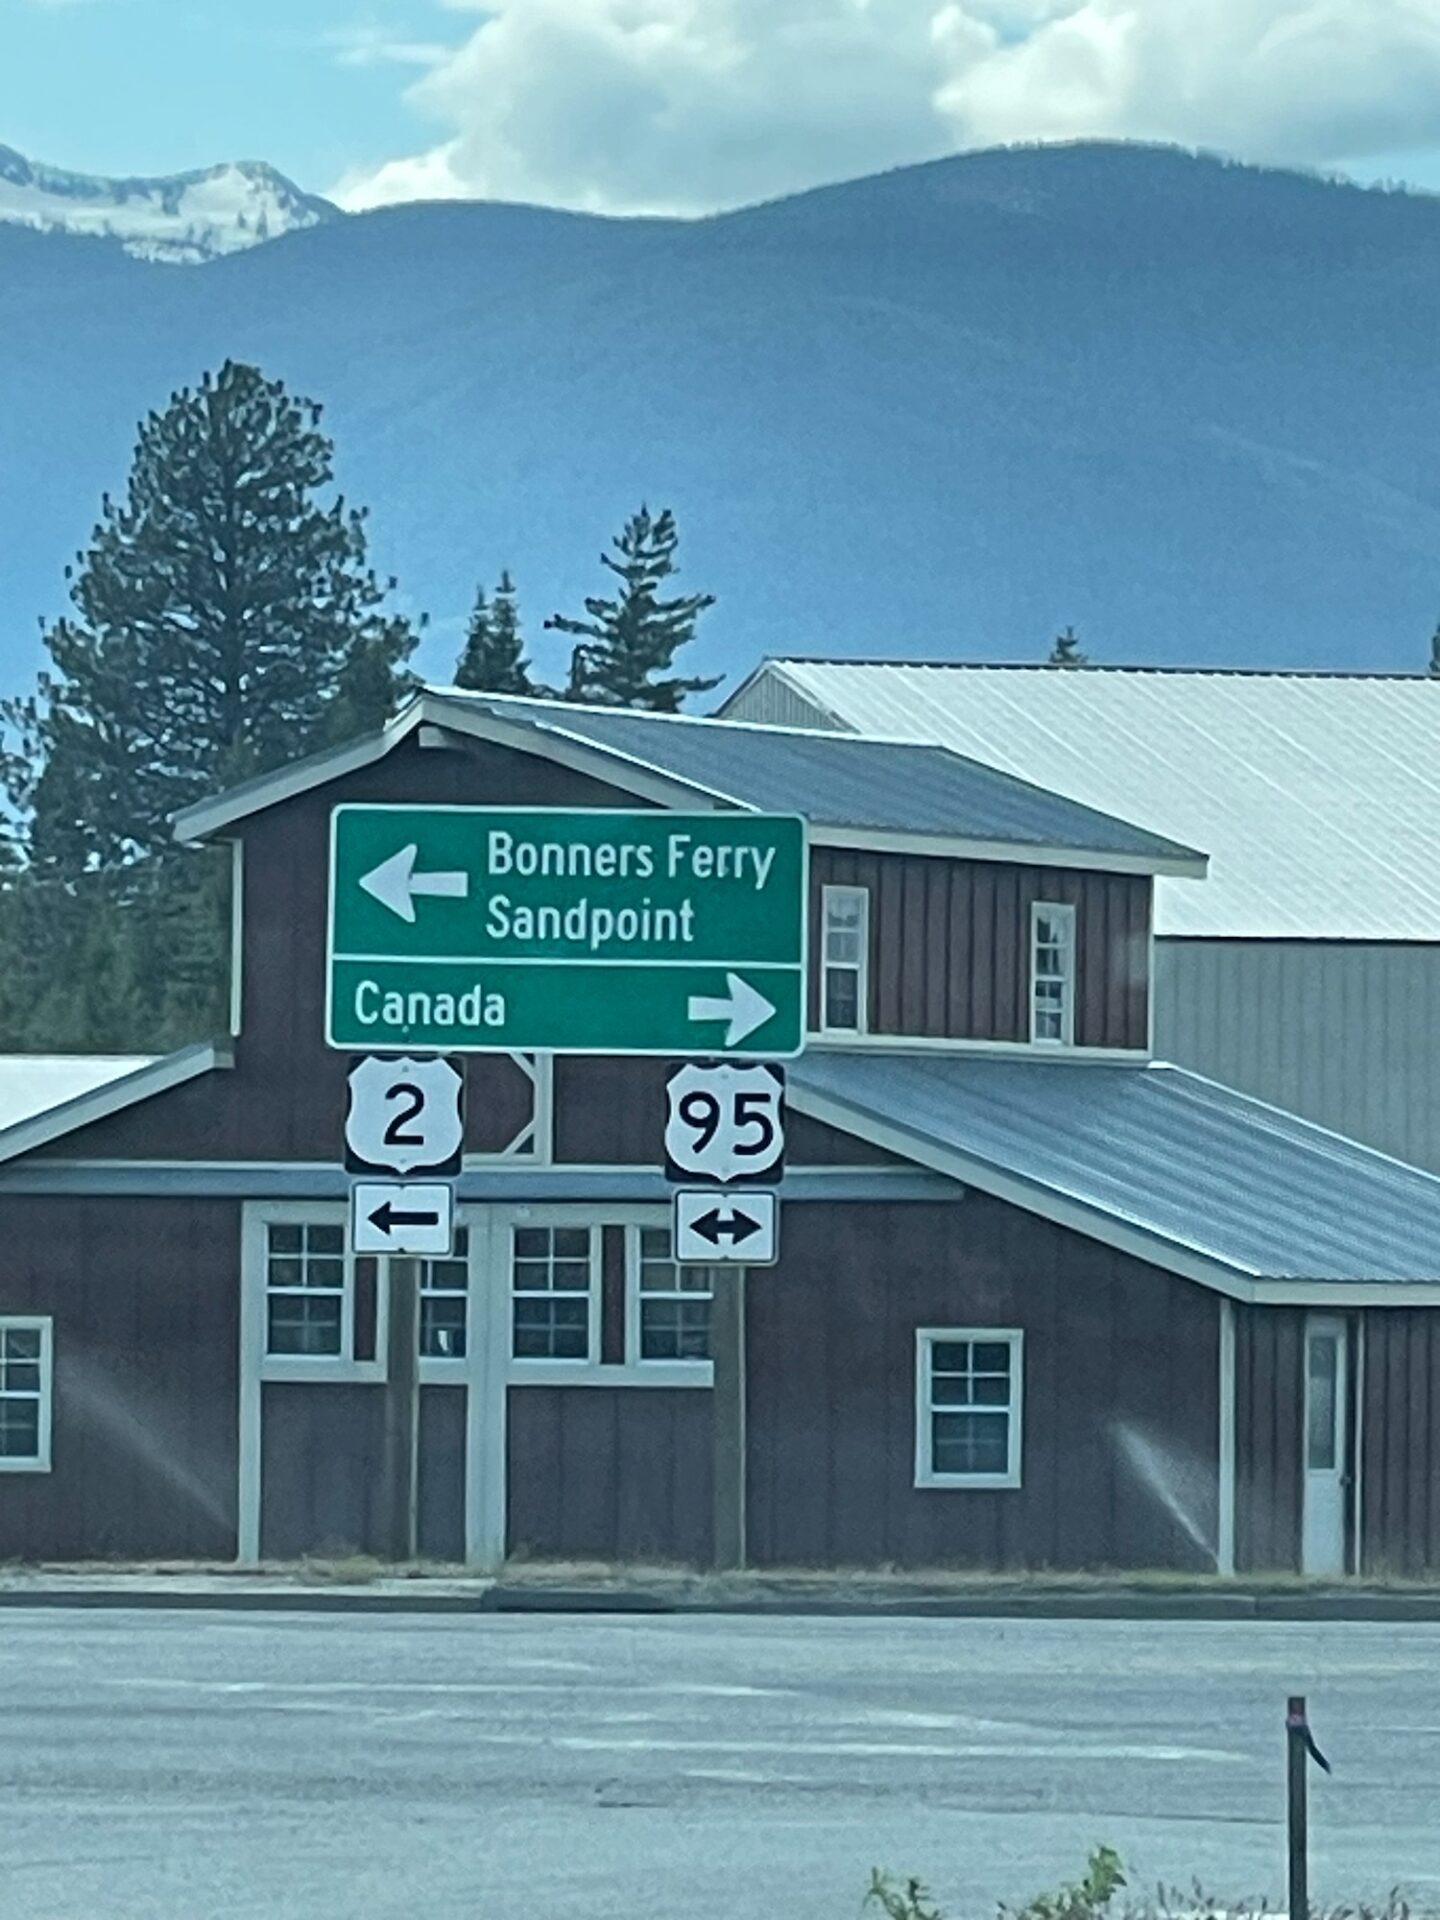 Bonners Ferry
Sandpoint
Canada
2
95